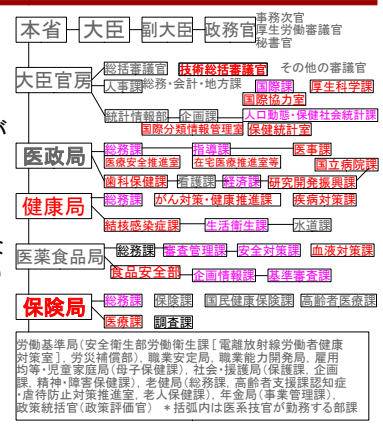 本省 大臣 副大臣 政務官 事務次官
厚生労働審議官
秘書官
大臣官房 総括審議官 技術総括審議官 その他の審議官
人事課 総務・会計・地方課 国際課 厚生科学課
国際協力室
統計情報部 企画課 人口動態・保健社会統計課
国際分類情報管理室 保健統計室
が
医政局 総務課 指導課 医事課
医療安全推進室 在宅医療推進室等 国立病院課
歯科保健課 看護課 経済課 研究開発振興課
健康局 総務課 がん対策・健康推進課 疾病対策課
結核感染症課 生活衛生課 水道課
医薬食品局 総務課 審査管理課 安全対策課 血液対策課
食品安全部 企画情報課 基準審査課
保険局 総務課 保険課 国民健康保険課 高齢者医療課
医療課 調査課
労働基準局(安全衛生部労働衛生課[電離放射線労働者健康
対策室]、労災補償部)、職業安定局、職業能力開発局、雇用
均等・児童家庭局(母子保健課)、社会・援護局(保護課、企画
課、精神・障害保健課)、老健局(総務課、高齢者支援課認知症
・虐待防止対策推進室、老人保健課)、年金局(事業管理課)、
政策統括官(政策評価官) *括弧内は医系技官が勤務する部課